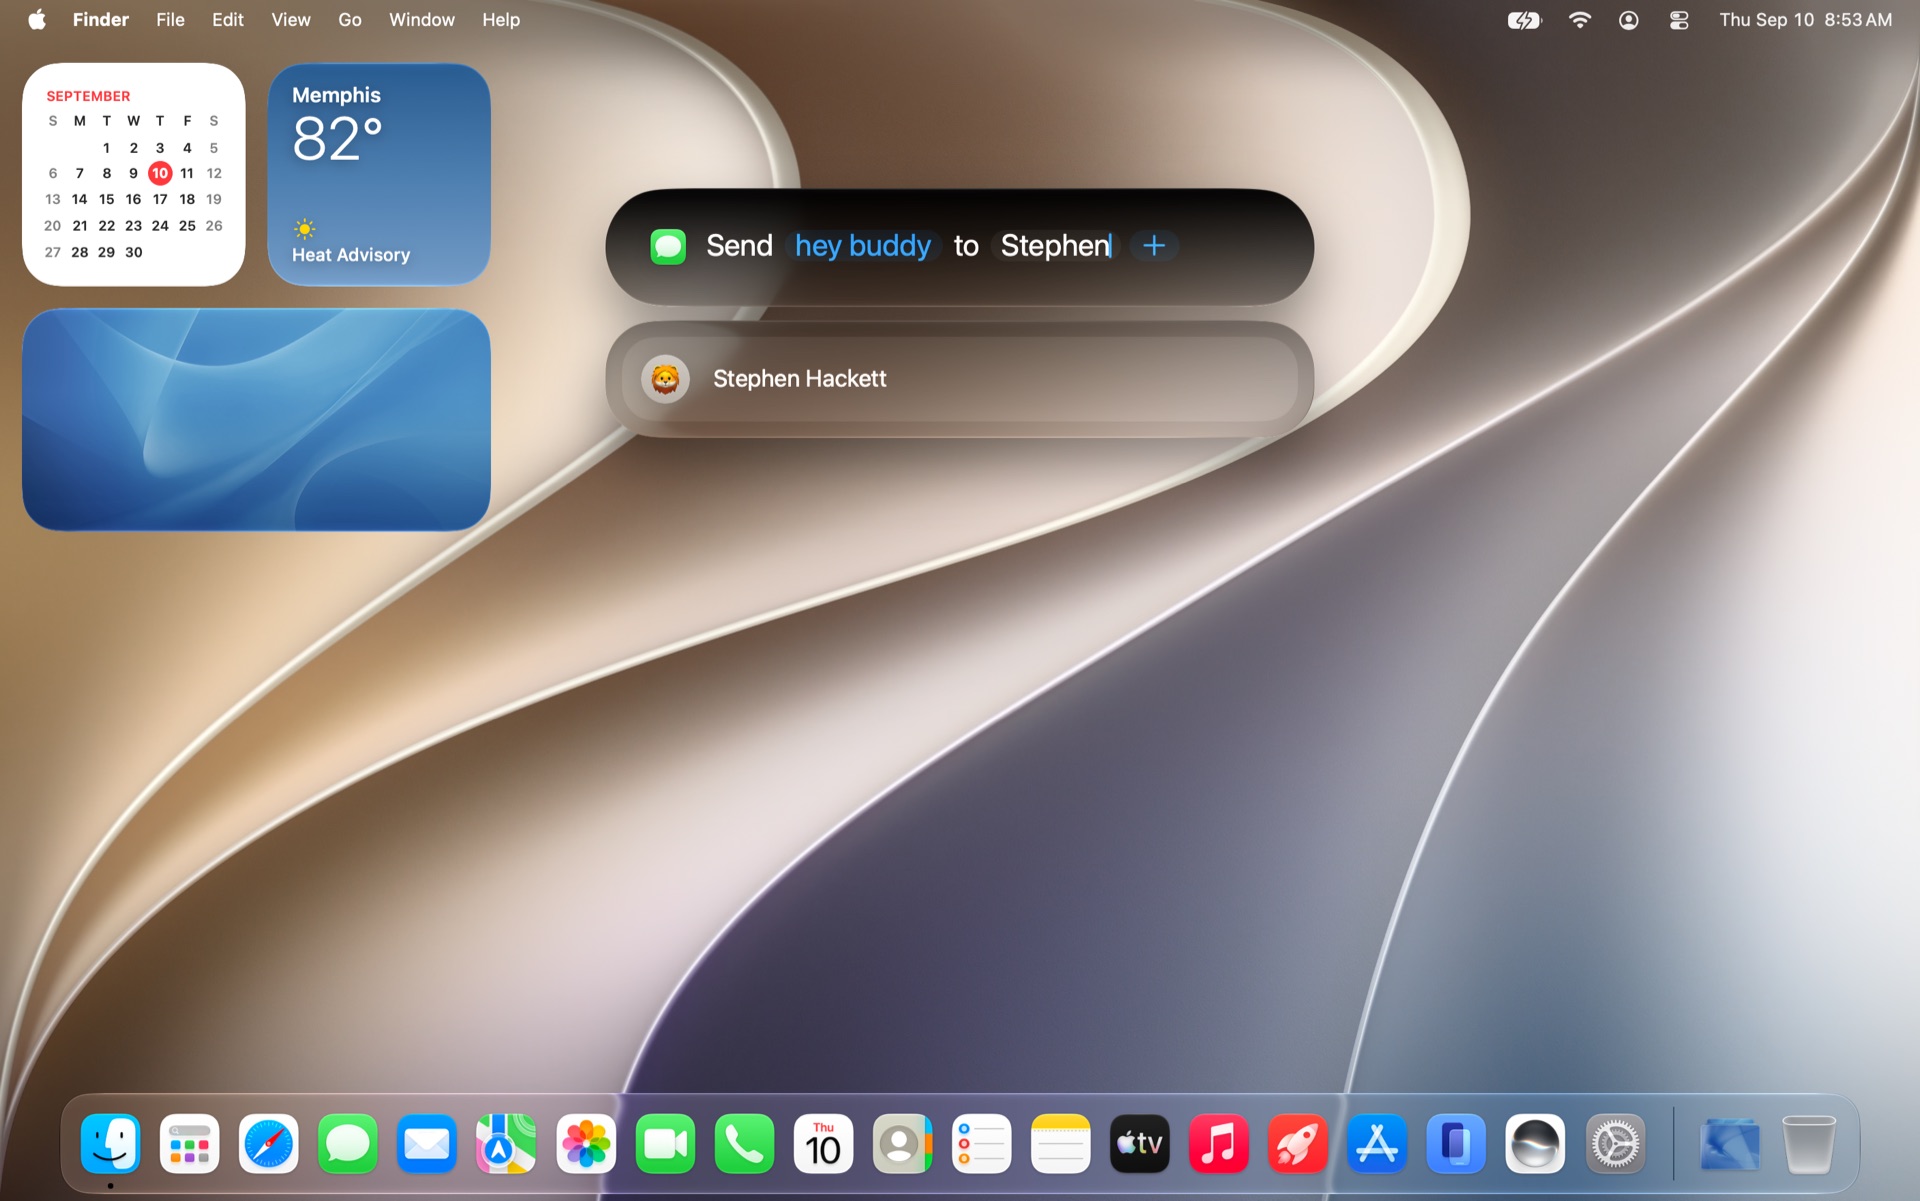 Finder File Edit View Go Window Help Thu Sep 10 8:53 AM
SEPTEMBER
S M T W T F S
1 2 3 4 5
6 7 8 9 10 11 12
13 14 15 16 17 18 19
20 21 22 23 24 25 26
27 28 29 30
Memphis
82°
Heat Advisory
Send hey buddy to Stephen
Stephen Hackett
Thu
10
tv